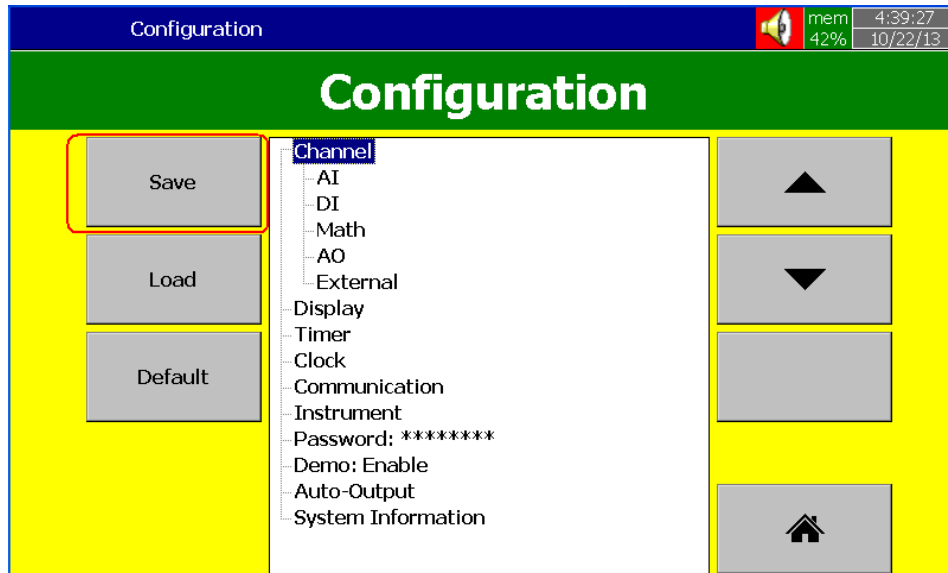 Configuration
mem 4:39:27
42% 10/22/13
Configuration
Save
Load
Default
Channel
AI
DI
Math
AO
External
Display
Timer
Clock
Communication
Instrument
Password: ********
Demo: Enable
Auto-Output
System Information